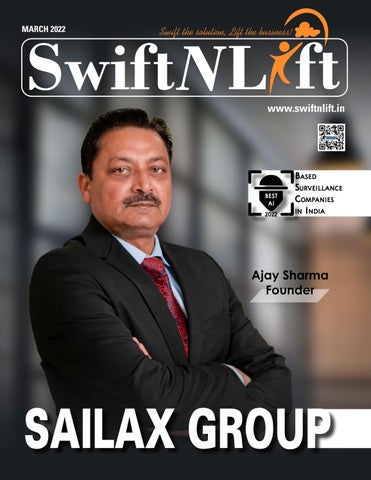 MARCH 2022
Swift the solution, Lift the business!
SwiftNLift
www.swiftnlift.in
BEST
AI
2022
BASED
SURVEILLANCE
COMPANIES
IN INDIA
Ajay Sharma
Founder
SAILAX GROUP